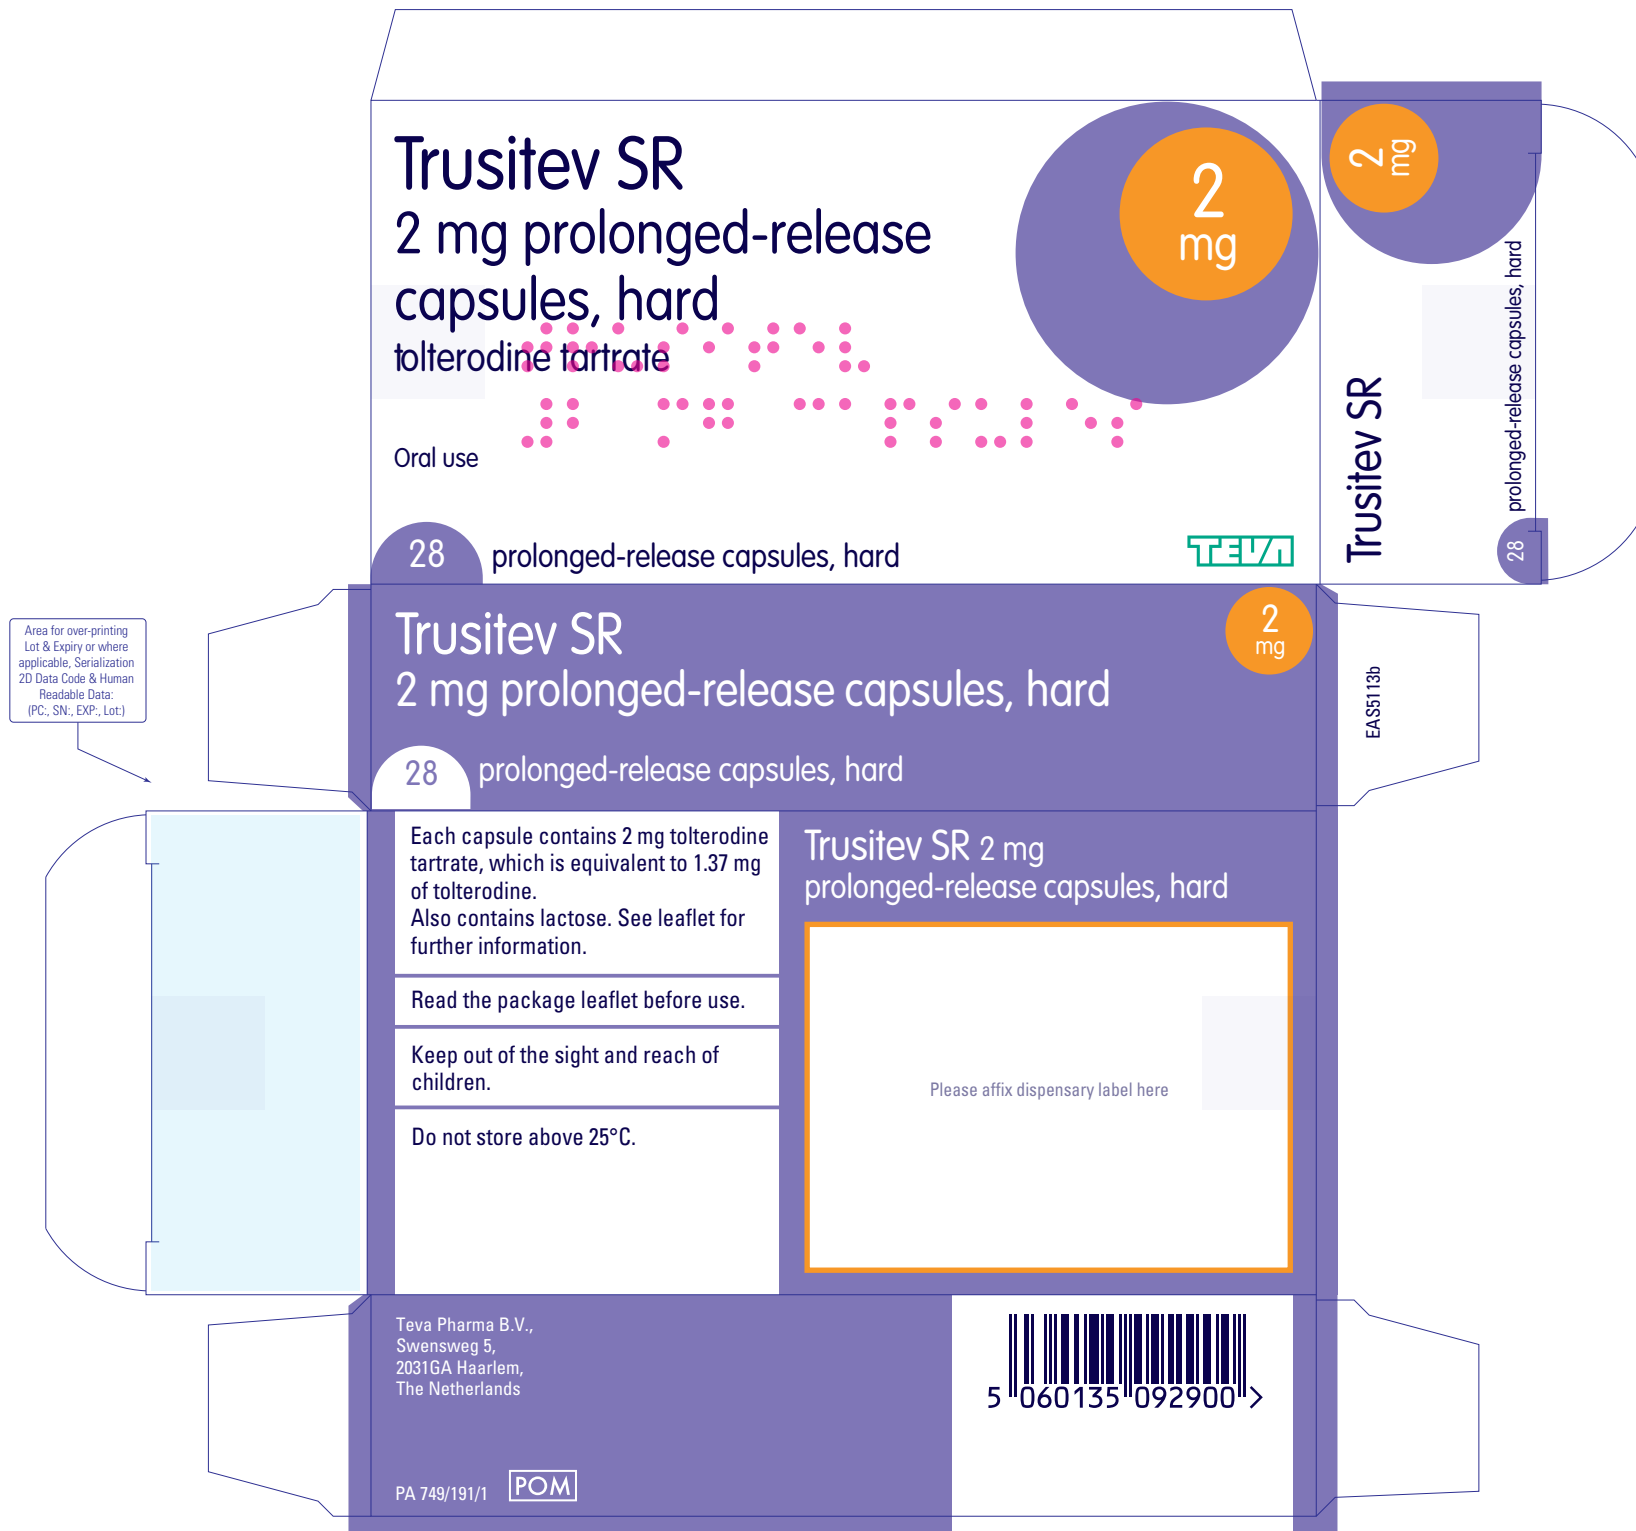 Trusitev SR
2 mg prolonged-release
capsules, hard
tolterodine tartrate
Oral use
28 prolonged-release capsules, hard
2
mg
TEVA
2
mg
Trusitev SR
prolonged-release capsules, hard
28
Trusitev SR
2 mg prolonged-release capsules, hard
28 prolonged-release capsules, hard
2
mg
EAS5113b
Area for over-printing
Lot & Expiry or where
applicable, Serialization
2D Data Code & Human
Readable Data:
(PC:, SN:, EXP:, Lot:)
Each capsule contains 2 mg tolterodine
tartrate, which is equivalent to 1.37 mg
of tolterodine.
Also contains lactose. See leaflet for
further information.
Read the package leaflet before use.
Keep out of the sight and reach of
children.
Do not store above 25°C.
Trusitev SR 2 mg
prolonged-release capsules, hard
Please affix dispensary label here
Teva Pharma B.V.,
Swensweg 5,
2031GA Haarlem,
The Netherlands
PA 749/191/1 POM
5 060135 092900 >